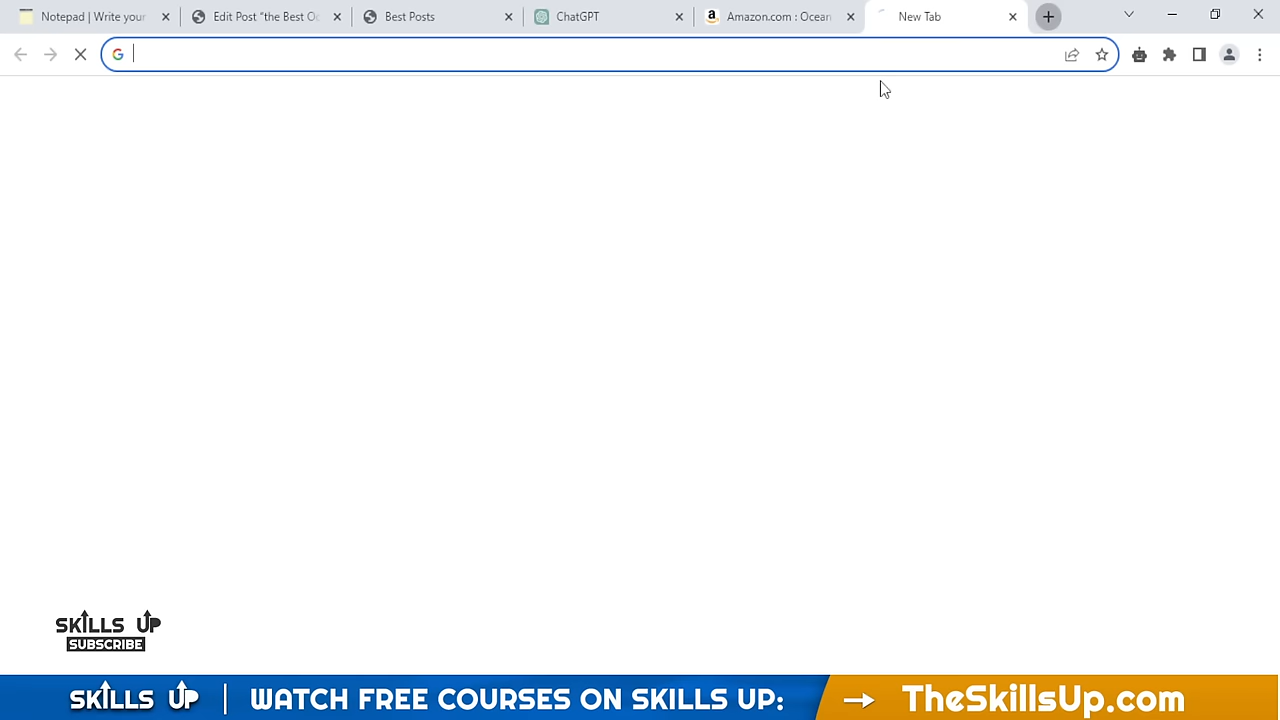 Notepad | Write your
Edit Post “the Best Oc
Best Posts
ChatGPT
Amazon.com : Ocean
New Tab
SKILLS UP
SUBSCRIBE
SKILLS UP | WATCH FREE COURSES ON SKILLS UP: → TheSkillsUp.com